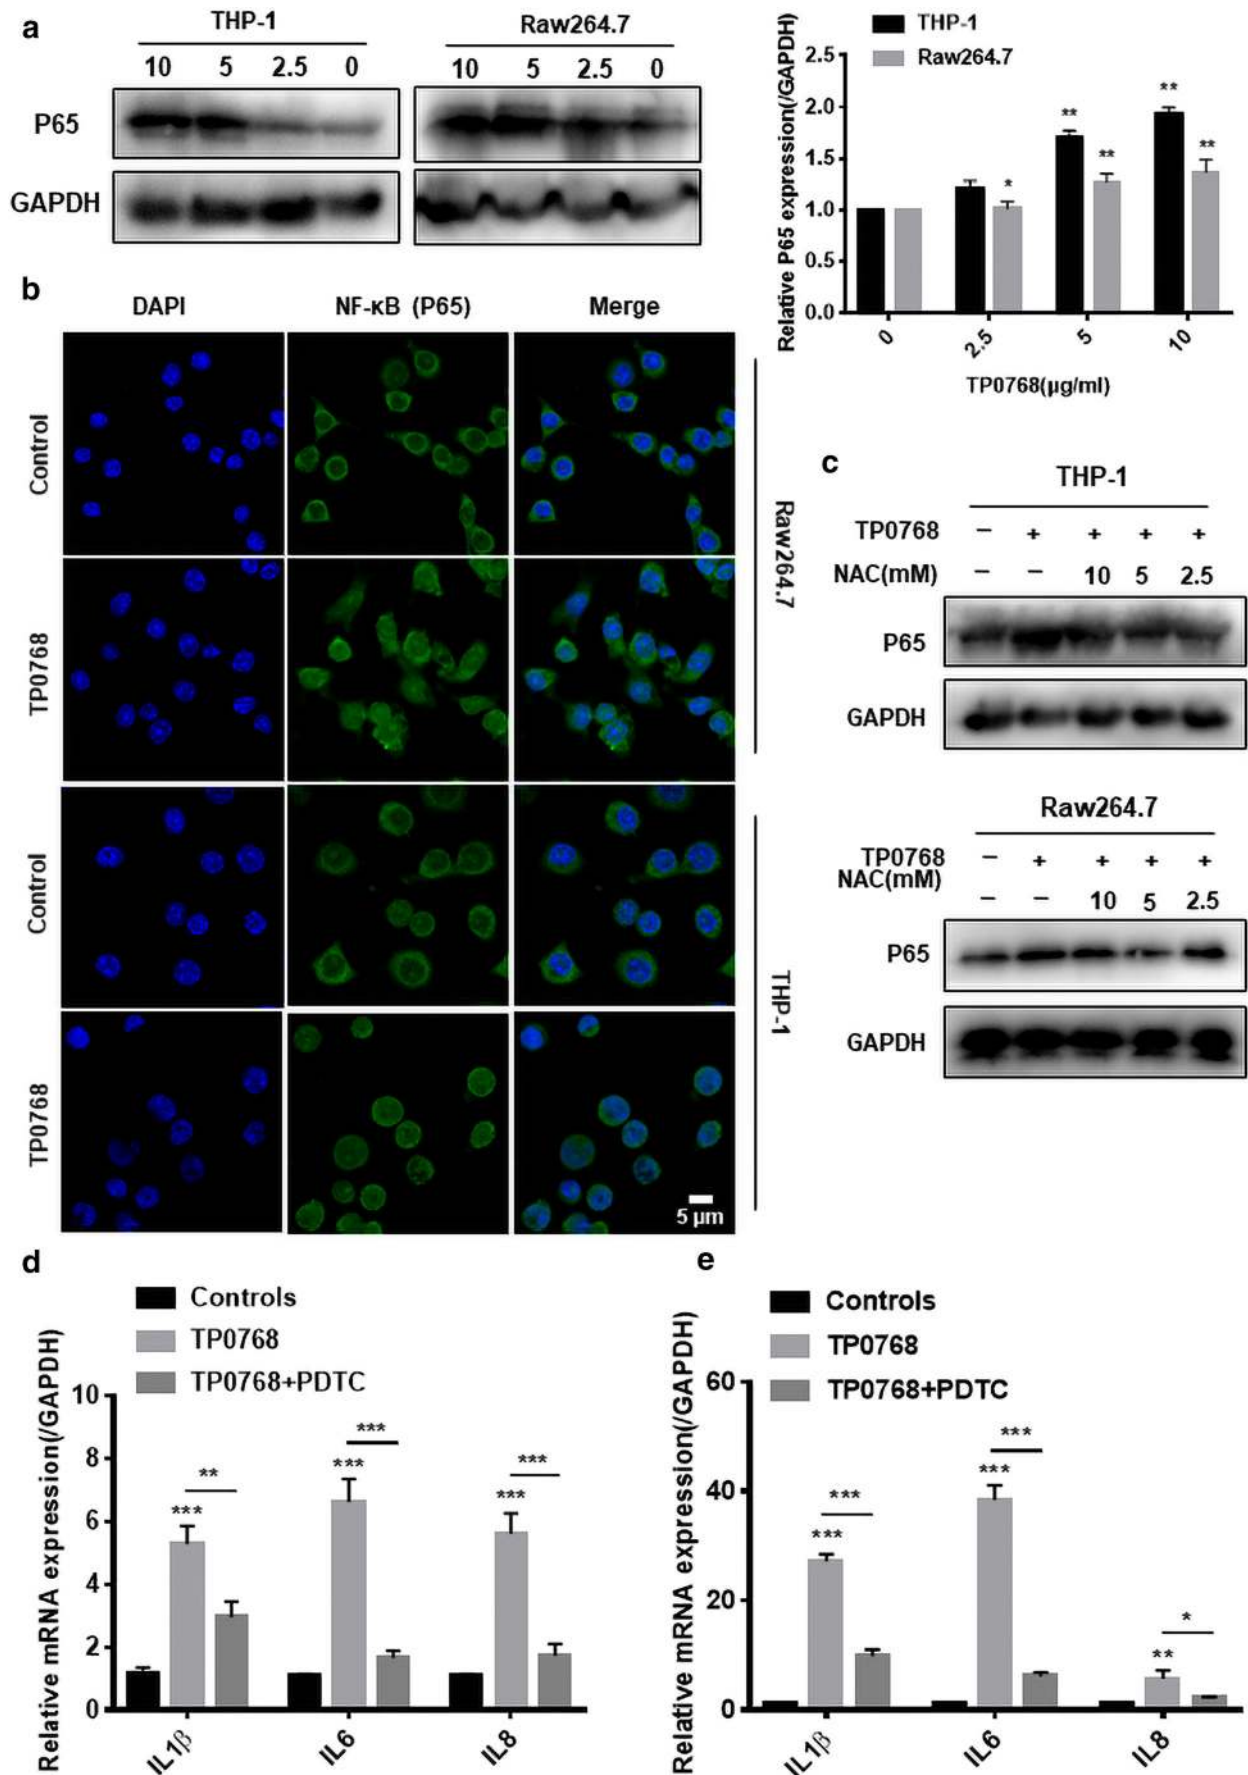 a
THP-1
Raw264.7
10 5 2.5 0
10 5 2.5 0
P65
GAPDH
THP-1
Raw264.7
Relative P65 expression(/GAPDH)
2.5
2.0
1.5
1.0
0.5
0.0
*
**
**
**
**
0 2.5 5 10
TP0768(μg/ml)
b
DAPI NF-κB (P65) Merge
Control
TP0768
Control
TP0768
Raw264.7
THP-1
5 μm
c
THP-1
TP0768 – + + + +
NAC(mM) – – 10 5 2.5
P65
GAPDH
Raw264.7
TP0768 – + + + +
NAC(mM) – – 10 5 2.5
P65
GAPDH
d
Controls
TP0768
TP0768+PDTC
Relative mRNA expression(/GAPDH)
10
8
6
4
2
0
**
***
***
***
***
***
IL1β IL6 IL8
e
Controls
TP0768
TP0768+PDTC
Relative mRNA expression(/GAPDH)
60
40
20
0
***
***
***
***
*
**
IL1β IL6 IL8